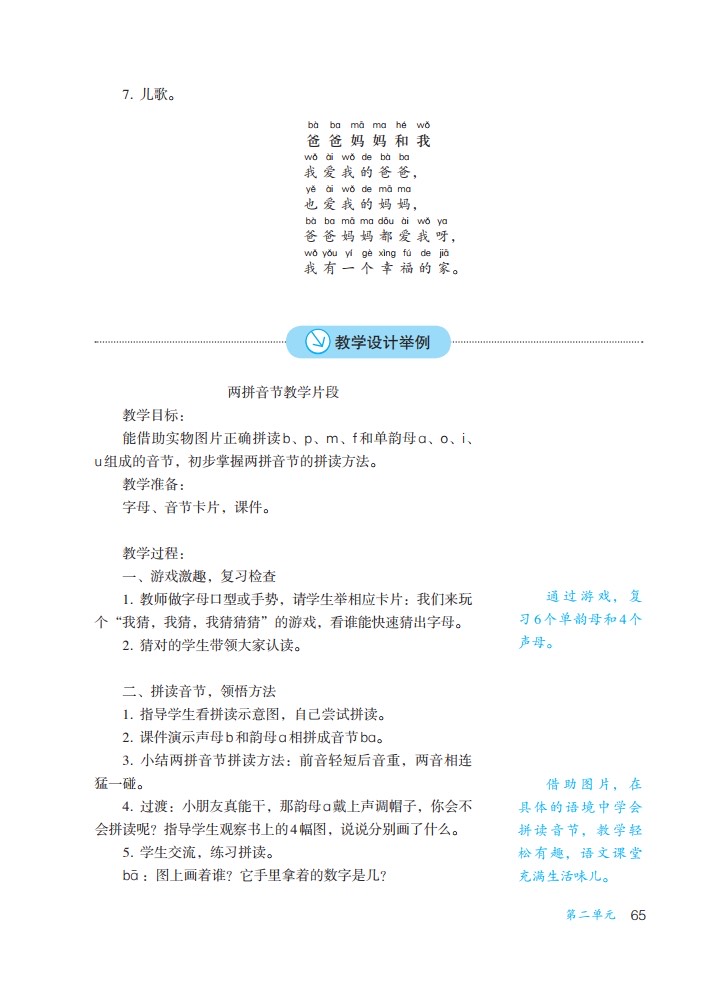 7. 儿歌。
bà ba mā ma hé wǒ
爸爸妈妈和我
wǒ ài wǒ de bà ba
我爱我的爸爸，
yě ài wǒ de mā ma
也爱我的妈妈，
bà ba mā ma dōu ài wǒ ya
爸爸妈妈都爱我呀，
wǒ yǒu yí gè xìng fú de jiā
我有一个幸福的家。
教学设计举例
两拼音节教学片段
教学目标：
能借助实物图片正确拼读b、p、m、f和单韵母ɑ、o、i、
u组成的音节，初步掌握两拼音节的拼读方法。
教学准备：
字母、音节卡片，课件。
教学过程：
一、游戏激趣，复习检查
1. 教师做字母口型或手势，请学生举相应卡片：我们来玩
个“我猜，我猜，我猜猜猜”的游戏，看谁能快速猜出字母。
2. 猜对的学生带领大家认读。
通过游戏，复
习6个单韵母和4个
声母。
二、拼读音节，领悟方法
1. 指导学生看拼读示意图，自己尝试拼读。
2. 课件演示声母b和韵母ɑ相拼成音节bɑ。
3. 小结两拼音节拼读方法：前音轻短后音重，两音相连
猛一碰。
4. 过渡：小朋友真能干，那韵母ɑ戴上声调帽子，你会不
会拼读呢？指导学生观察书上的4幅图，说说分别画了什么。
5. 学生交流，练习拼读。
bā：图上画着谁？它手里拿着的数字是几？
借助图片，在
具体的语境中学会
拼读音节，教学轻
松有趣，语文课堂
充满生活味儿。
第二单元 65